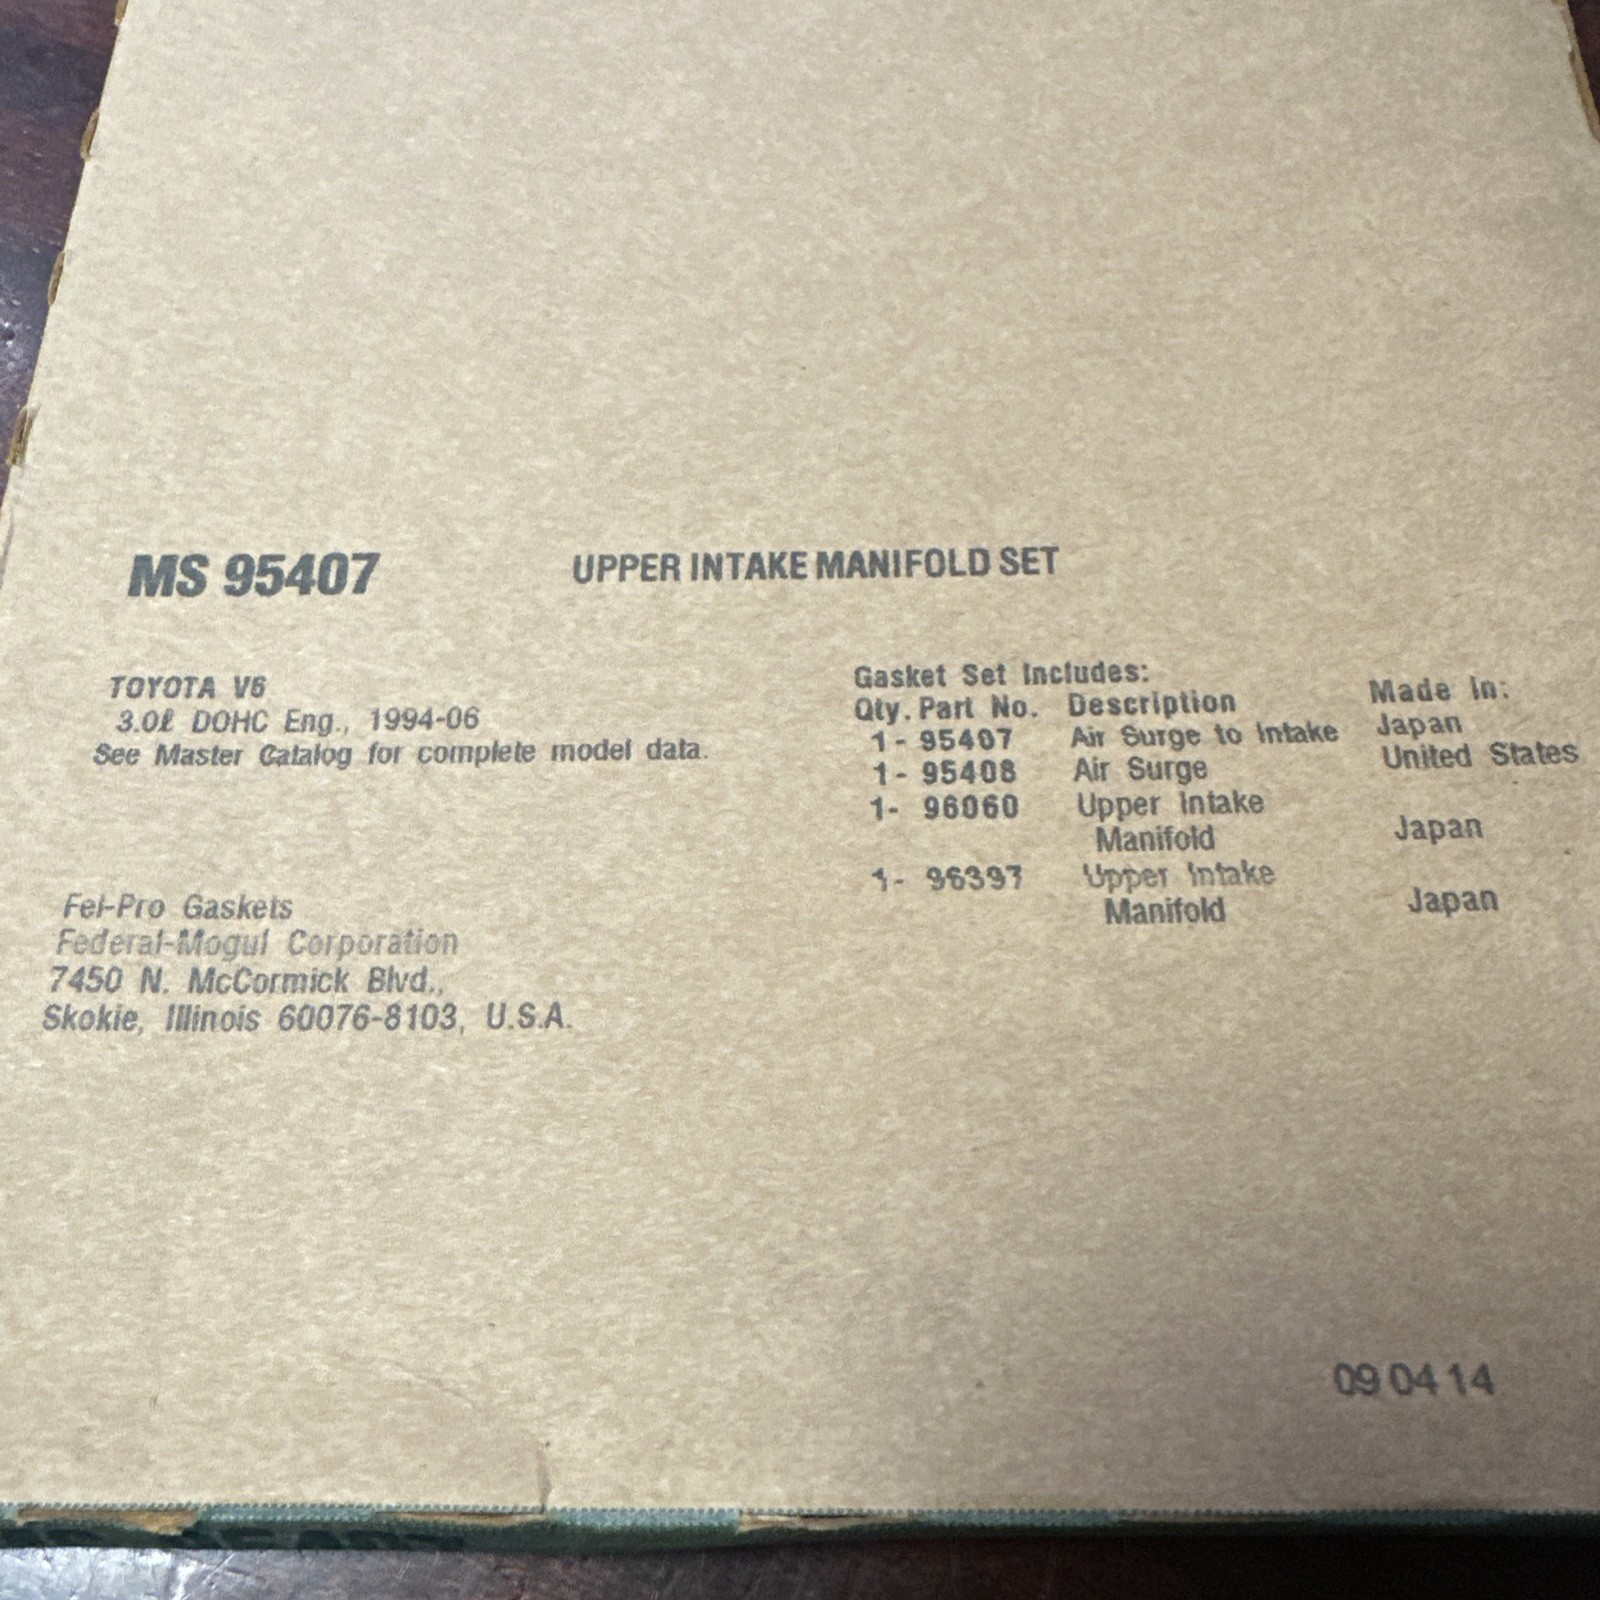 MS 95407
UPPER INTAKE MANIFOLD SET
TOYOTA V6
3.0ℓ DOHC Eng., 1994-06
See Master Catalog for complete model data.
Fel-Pro Gaskets
Federal-Mogul Corporation
7450 N. McCormick Blvd.,
Skokie, Illinois 60076-8103, U.S.A.
Gasket Set Includes:
Qty. Part No. Description Made In:
1- 95407 Air Surge to Intake Japan
1- 95408 Air Surge United States
1- 96060 Upper Intake
Manifold Japan
1- 96397 Upper Intake
Manifold Japan
09 04 14